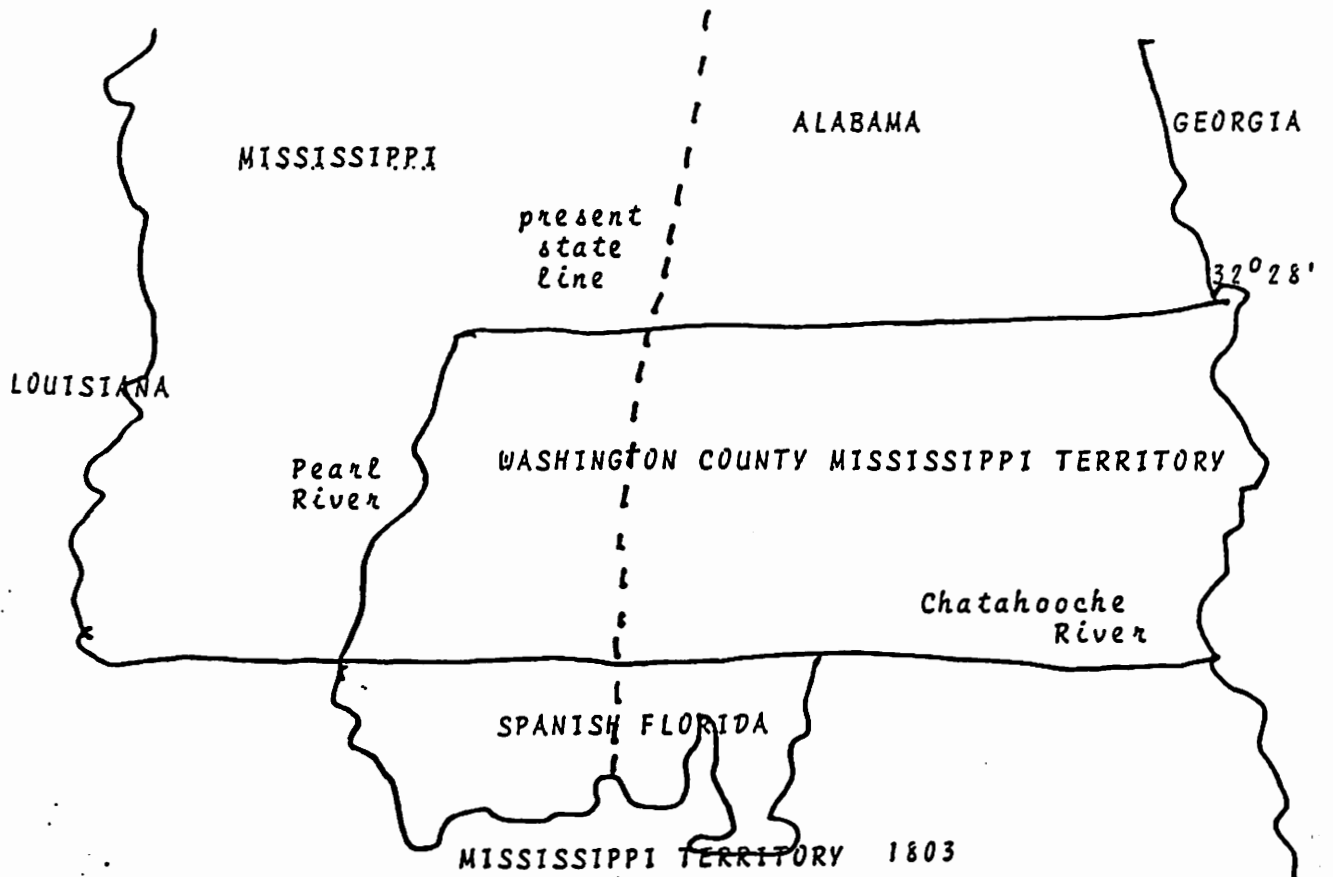 ALABAMA
GEORGIA
MISSISSIPPI
present
state
line
32° 28'
LOUISIANA
WASHINGTON COUNTY MISSISSIPPI TERRITORY
Pearl
River
Chatahooche
River
SPANISH FLORIDA
MISSISSIPPI TERRITORY 1803